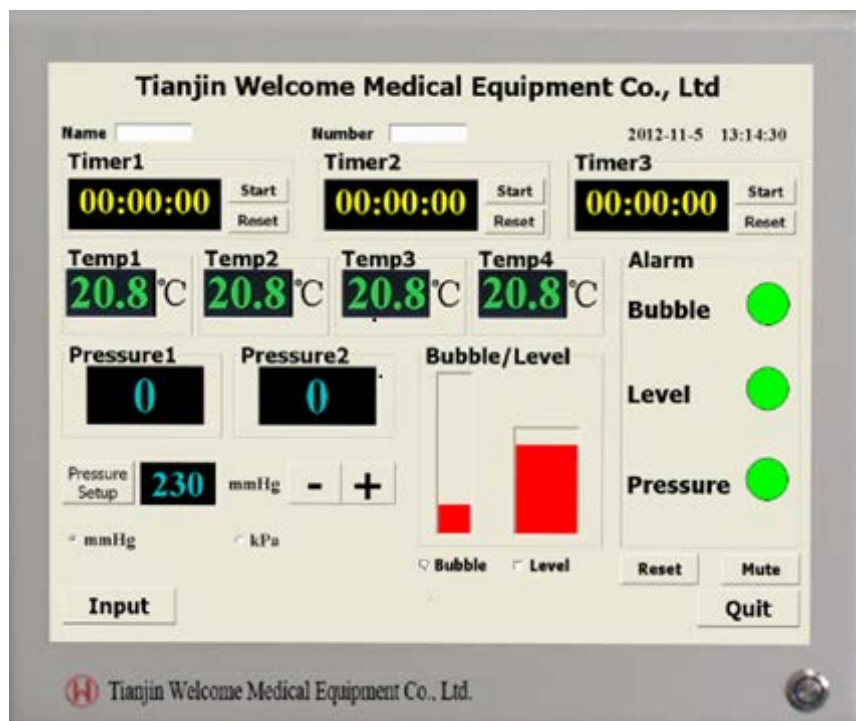 Tianjin Welcome Medical Equipment Co., Ltd
Name Number 2012-11-5 13:14:30
Timer1 Timer2 Timer3
00:00:00 Start Reset 00:00:00 Start Reset 00:00:00 Start Reset
Temp1 Temp2 Temp3 Temp4 Alarm
20.8 °C 20.8 °C 20.8 °C 20.8 °C
Bubble
Pressure1 Pressure2 Bubble/Level
0 0 Level
Pressure Setup 230 mmHg - + Pressure
mmHg kPa
Bubble Level Reset Mute
Input Quit
Tianjin Welcome Medical Equipment Co., Ltd.